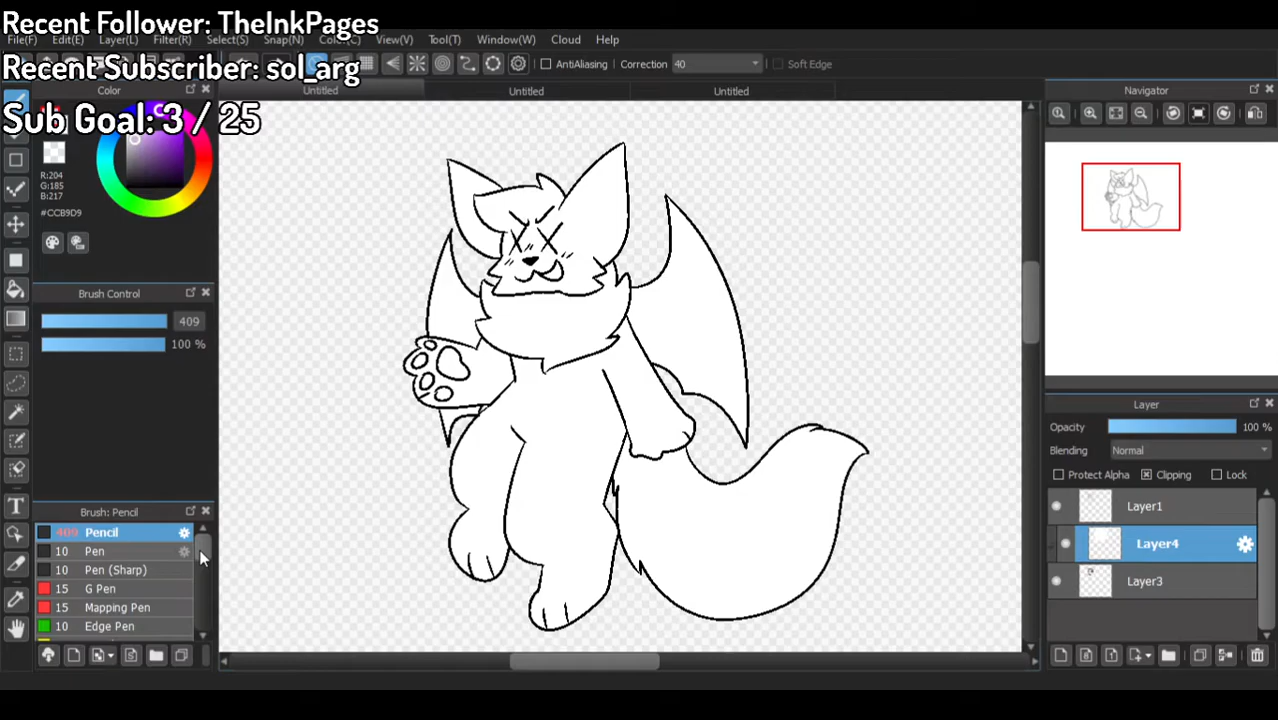 Recent Follower: TheInkPages
File(F) Edit(E) Layer(L) Filter(R) Select(S) Snap(N) Color(C) View(V) Tool(T) Window(W) Cloud Help
Recent Subscriber: sol_arg
AntiAliasing Correction 40 Soft Edge
Color Untitled Untitled Untitled Navigator
Sub Goal: 3 / 25
R:204
G:185
B:217
#CCB9D9
Brush Control
409
100 %
Layer
Opacity 100 %
Blending Normal
Protect Alpha Clipping Lock
Brush: Pencil
409 Pencil
10 Pen
10 Pen (Sharp)
15 G Pen
15 Mapping Pen
10 Edge Pen
Layer1
Layer4
Layer3